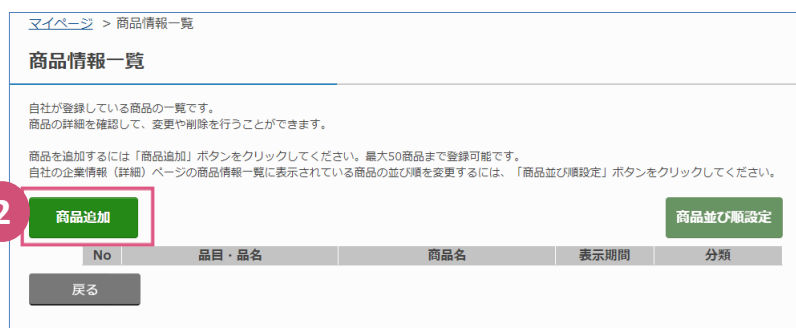 マイページ > 商品情報一覧
商品情報一覧
自社が登録している商品の一覧です。
商品の詳細を確認して、変更や削除を行うことができます。
商品を追加するには「商品追加」ボタンをクリックしてください。最大50商品まで登録可能です。
自社の企業情報（詳細）ページの商品情報一覧に表示されている商品の並び順を変更するには、「商品並び順設定」ボタンをクリックしてください。
2 商品追加 商品並び順設定
No 品目・品名 商品名 表示期間 分類
戻る